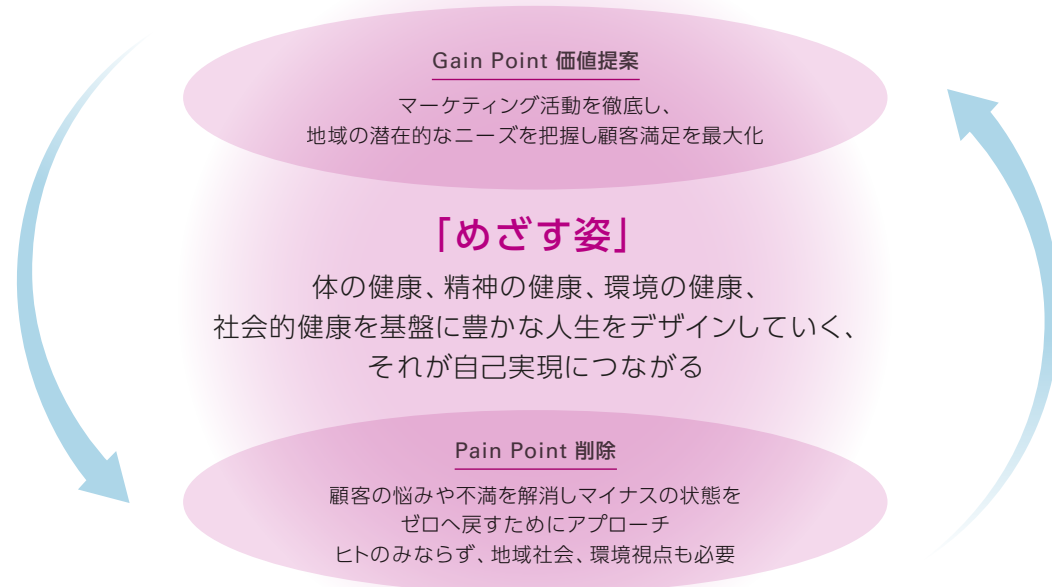 Gain Point 価値提案
マーケティング活動を徹底し、
地域の潜在的なニーズを把握し顧客満足を最大化
「めざす姿」
体の健康、精神の健康、環境の健康、
社会的健康を基盤に豊かな人生をデザインしていく、
それが自己実現につながる
Pain Point 削除
顧客の悩みや不満を解消しマイナスの状態を
ゼロへ戻すためにアプローチ
ヒトのみならず、地域社会、環境視点も必要